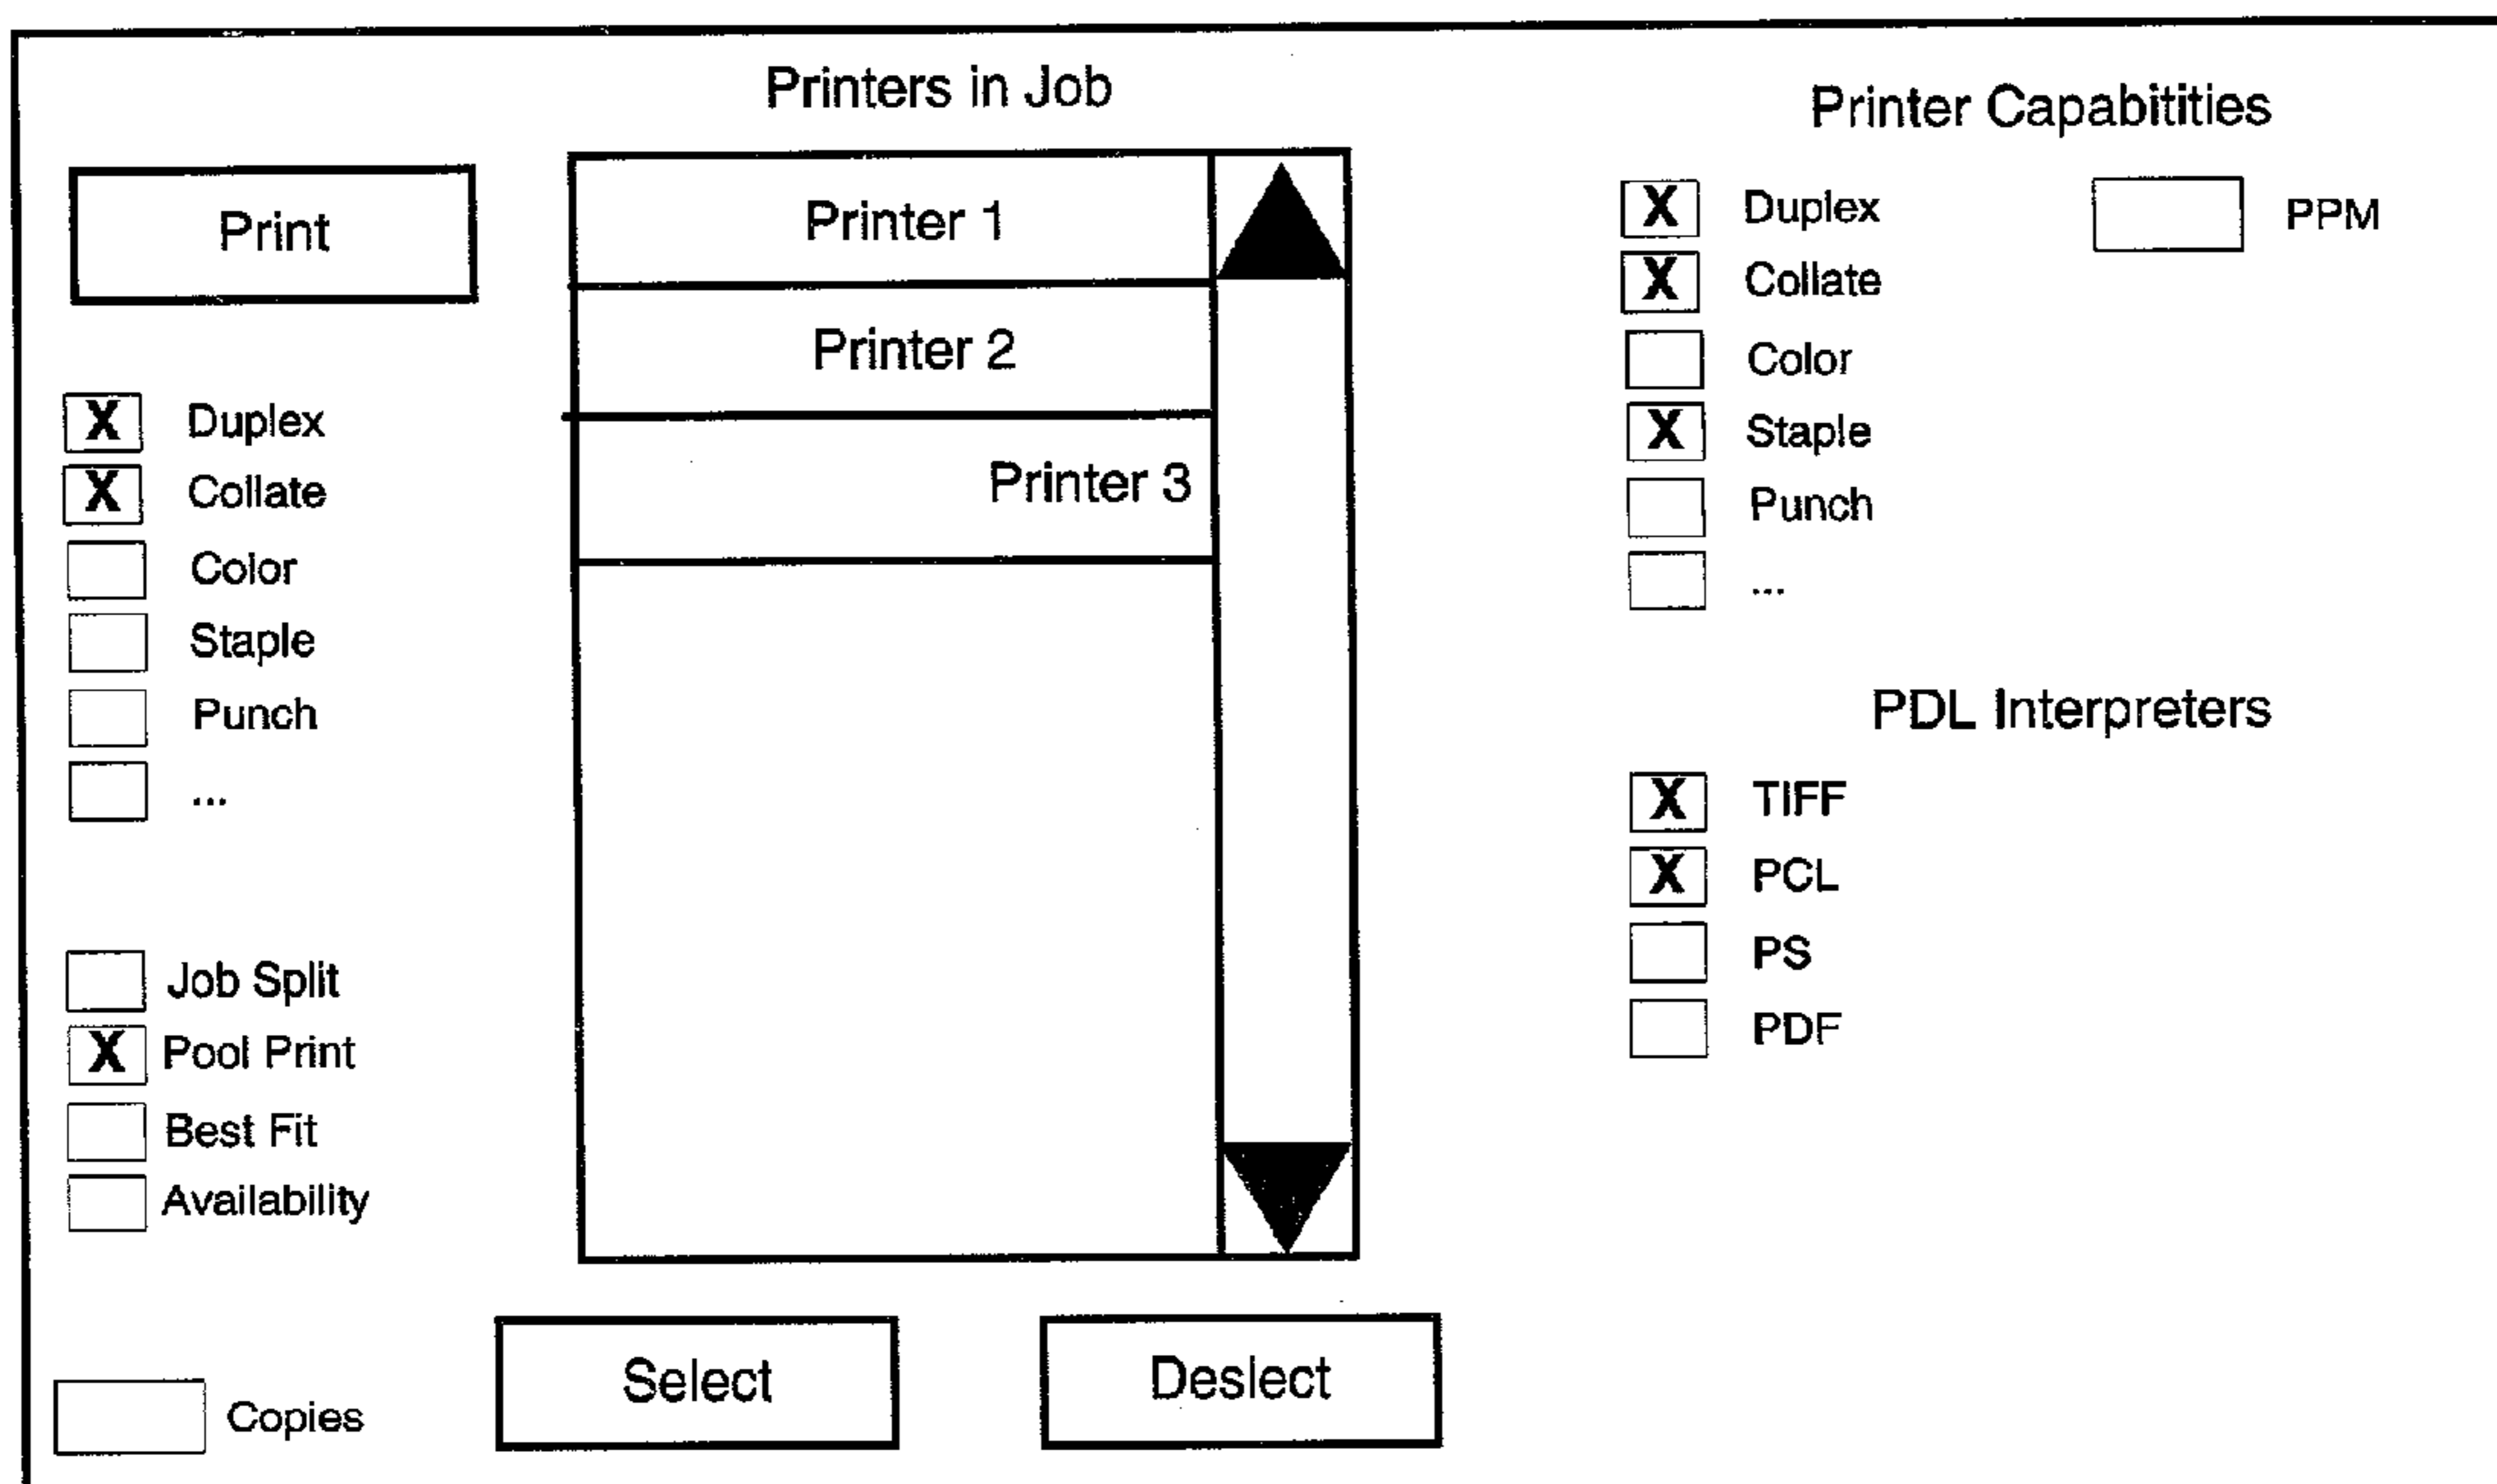 Printers in Job
Printer Capabitities
Print
Printer 1
Printer 2
Printer 3
X Duplex
X Collate
Color
Staple
Punch
...
Job Split
X Pool Print
Best Fit
Availability
Copies
Select
Deslect
X Duplex
PPM
X Collate
Color
X Staple
Punch
...
PDL Interpreters
X TIFF
X PCL
PS
PDF